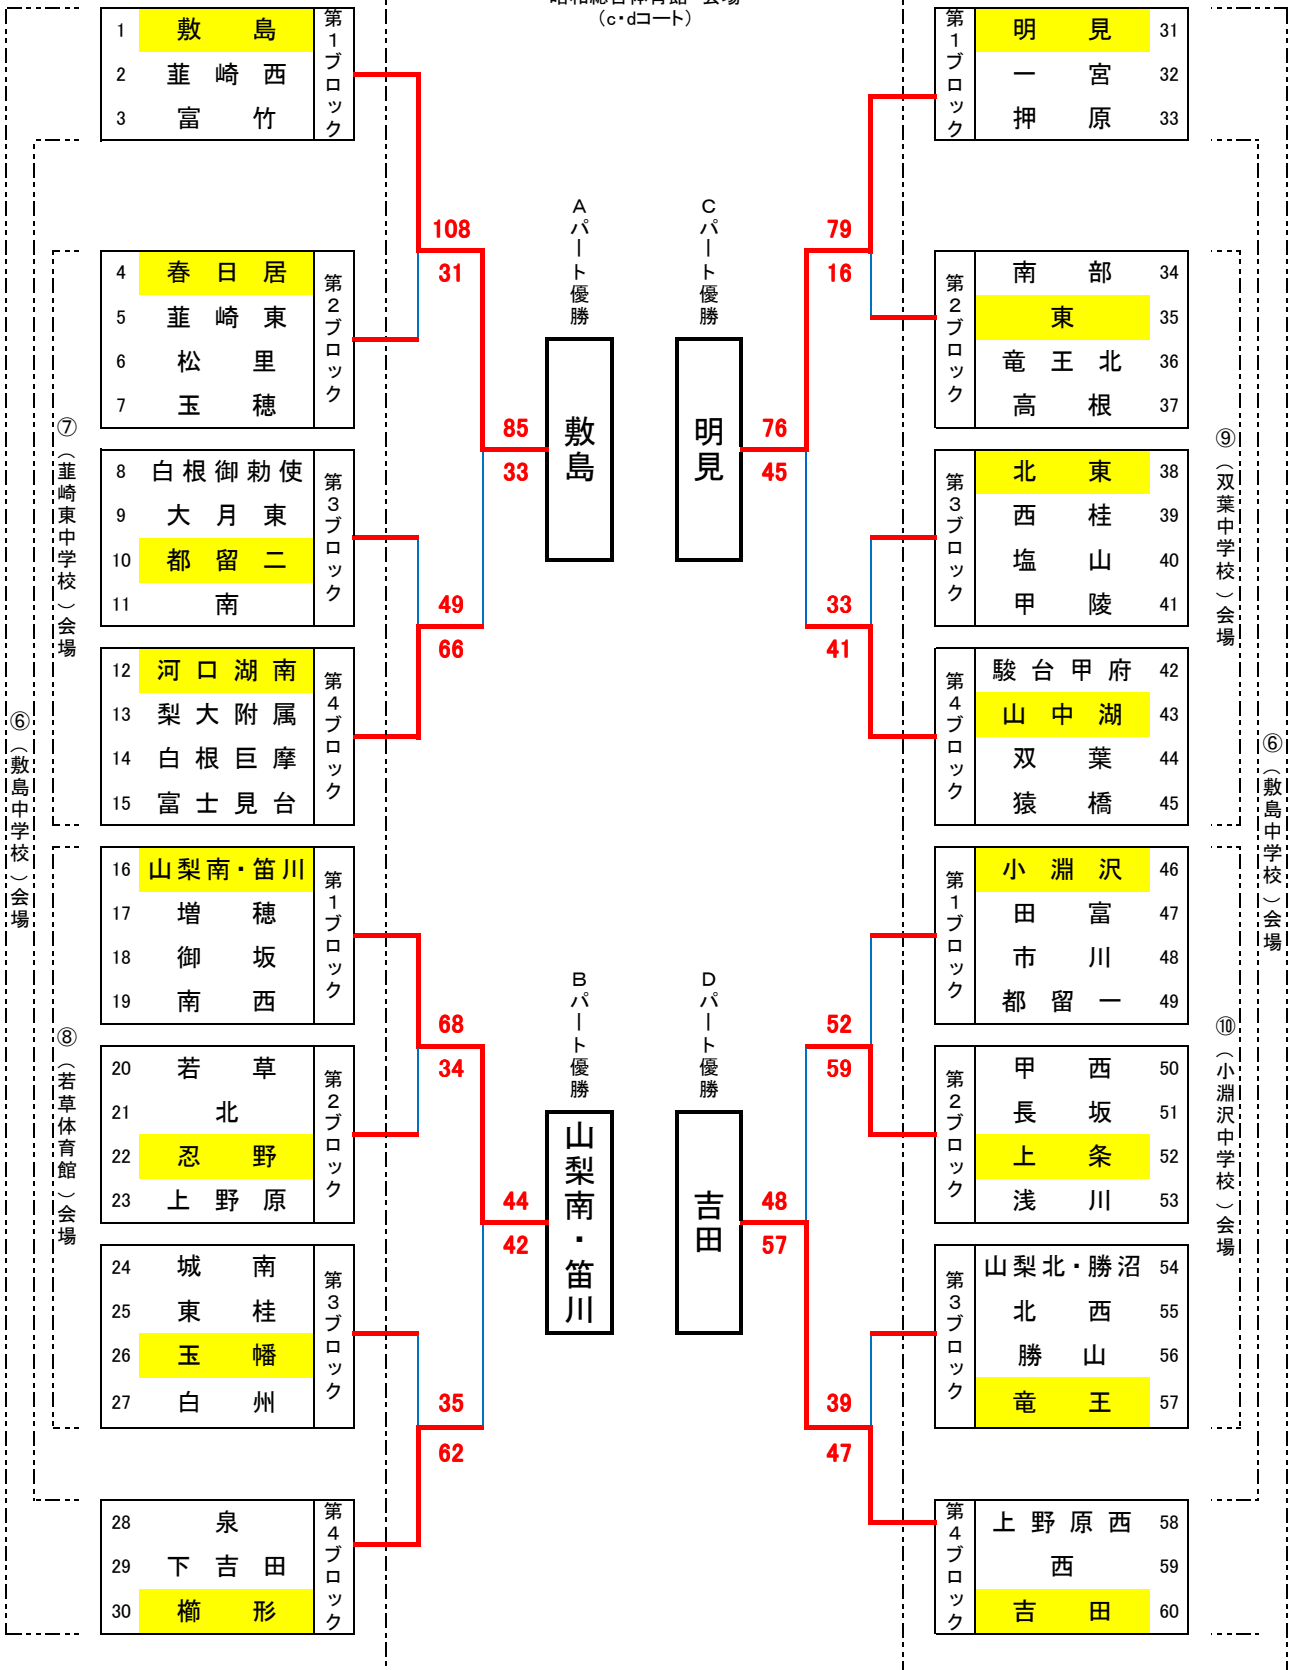 昭和総合体育館 会場
（c・dコート）
第1ブロック
1 敷島
2 韮崎西
3 富竹
第2ブロック
4 春日居
5 韮崎東
6 松里
7 玉穂
第3ブロック
8 白根御勅使
9 大月東
10 都留二
11 南
第4ブロック
12 河口湖南
13 梨大附属
14 白根巨摩
15 富士見台
第1ブロック
16 山梨南・笛川
17 増穂
18 御坂
19 南西
第2ブロック
20 若草
21 北
22 忍野
23 上野原
第3ブロック
24 城南
25 東桂
26 玉幡
27 白州
第4ブロック
28 泉
29 下吉田
30 櫛形
⑥（敷島中学校）会場
⑦（韮崎東中学校）会場
⑧（若草体育館）会場
108
31
85
33
49
66
68
34
44
42
35
62
Aパート優勝
敷島
Bパート優勝
山梨南・笛川
Cパート優勝
明見
Dパート優勝
吉田
79
16
76
45
33
41
52
59
48
57
39
47
第1ブロック
明見 31
一宮 32
押原 33
第2ブロック
南部 34
東 35
竜王北 36
高根 37
第3ブロック
北東 38
西桂 39
塩山 40
甲陵 41
第4ブロック
駿台甲府 42
山中湖 43
双葉 44
猿橋 45
第1ブロック
小淵沢 46
田富 47
市川 48
都留一 49
第2ブロック
甲西 50
長坂 51
上条 52
浅川 53
第3ブロック
山梨北・勝沼 54
北西 55
勝山 56
竜王 57
第4ブロック
上野原西 58
西 59
吉田 60
⑨（双葉中学校）会場
⑩（小淵沢中学校）会場
⑥（敷島中学校）会場